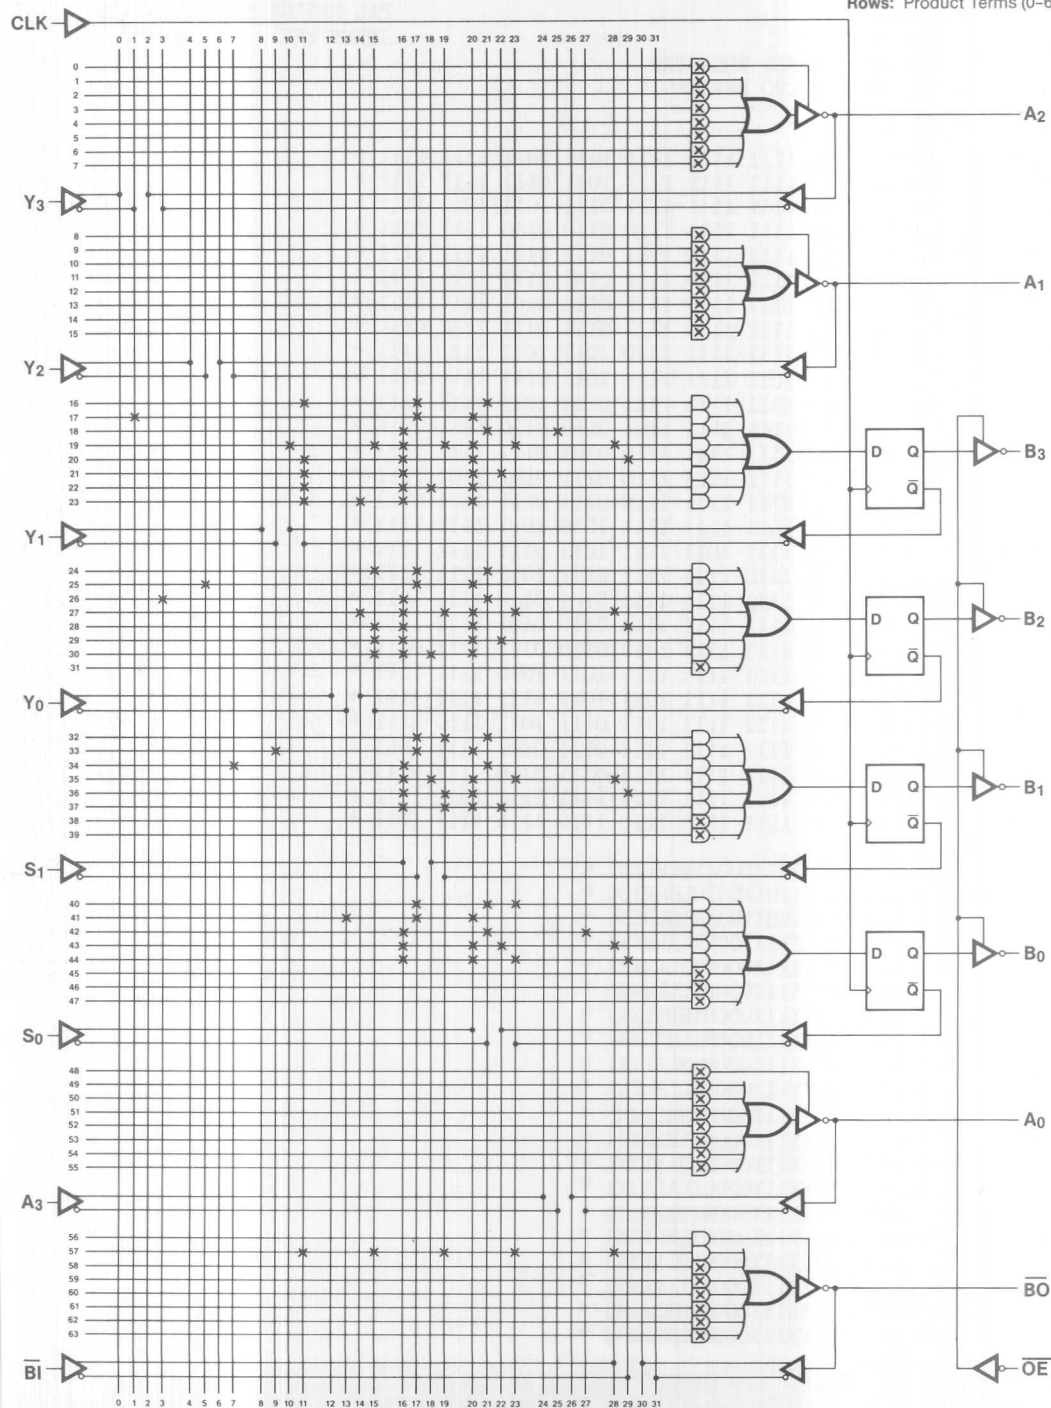 Rows: Product Terms (0–6
CLK
0 1 2 3 4 5 6 7 8 9 10 11 12 13 14 15 16 17 18 19 20 21 22 23 24 25 26 27 28 29 30 31
0
1
2
3
4
5
6
7
A2
Y3
8
9
10
11
12
13
14
15
A1
Y2
16
17
18
19
20
21
22
23
D Q
Q̅
B3
Y1
24
25
26
27
28
29
30
31
D Q
Q̅
B2
Y0
32
33
34
35
36
37
38
39
D Q
Q̅
B1
S1
40
41
42
43
44
45
46
47
D Q
Q̅
B0
S0
48
49
50
51
52
53
54
55
A0
A3
56
57
58
59
60
61
62
63
B̅O̅
B̅I̅
O̅E̅
0 1 2 3 4 5 6 7 8 9 10 11 12 13 14 15 16 17 18 19 20 21 22 23 24 25 26 27 28 29 30 31